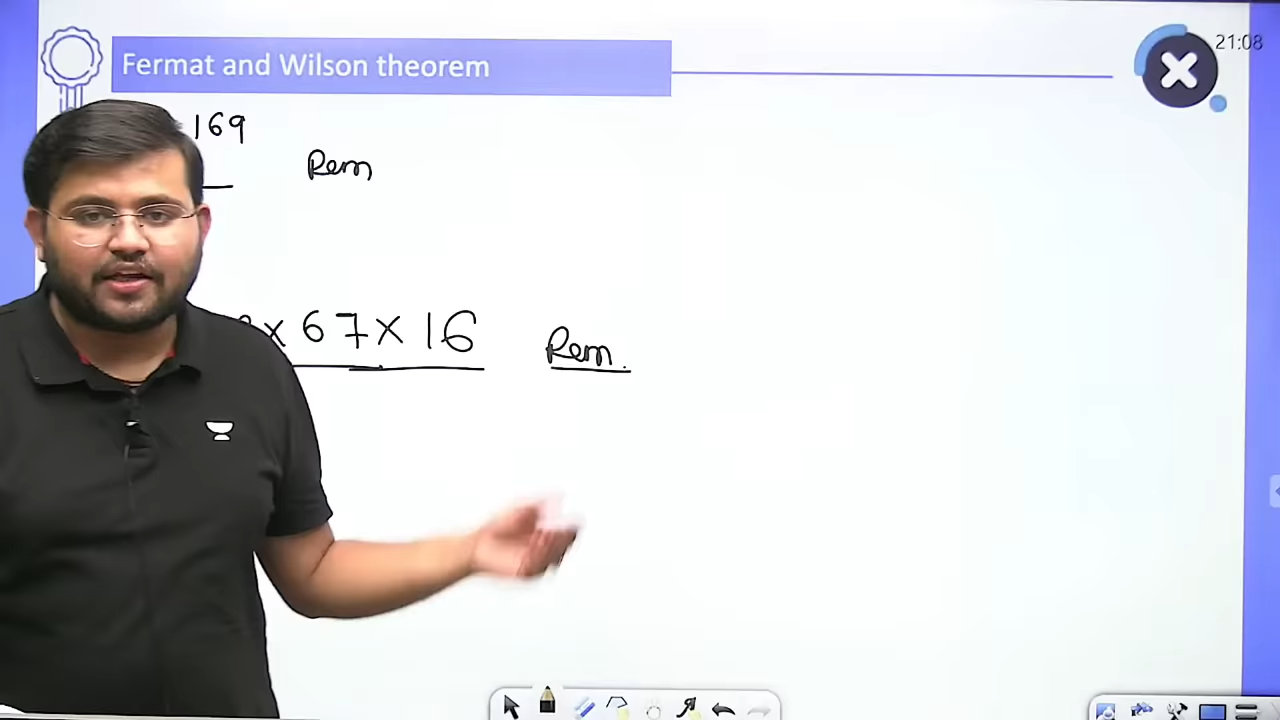 21:08
Fermat and Wilson theorem
169
Rem
x 67 x 16 Rem.